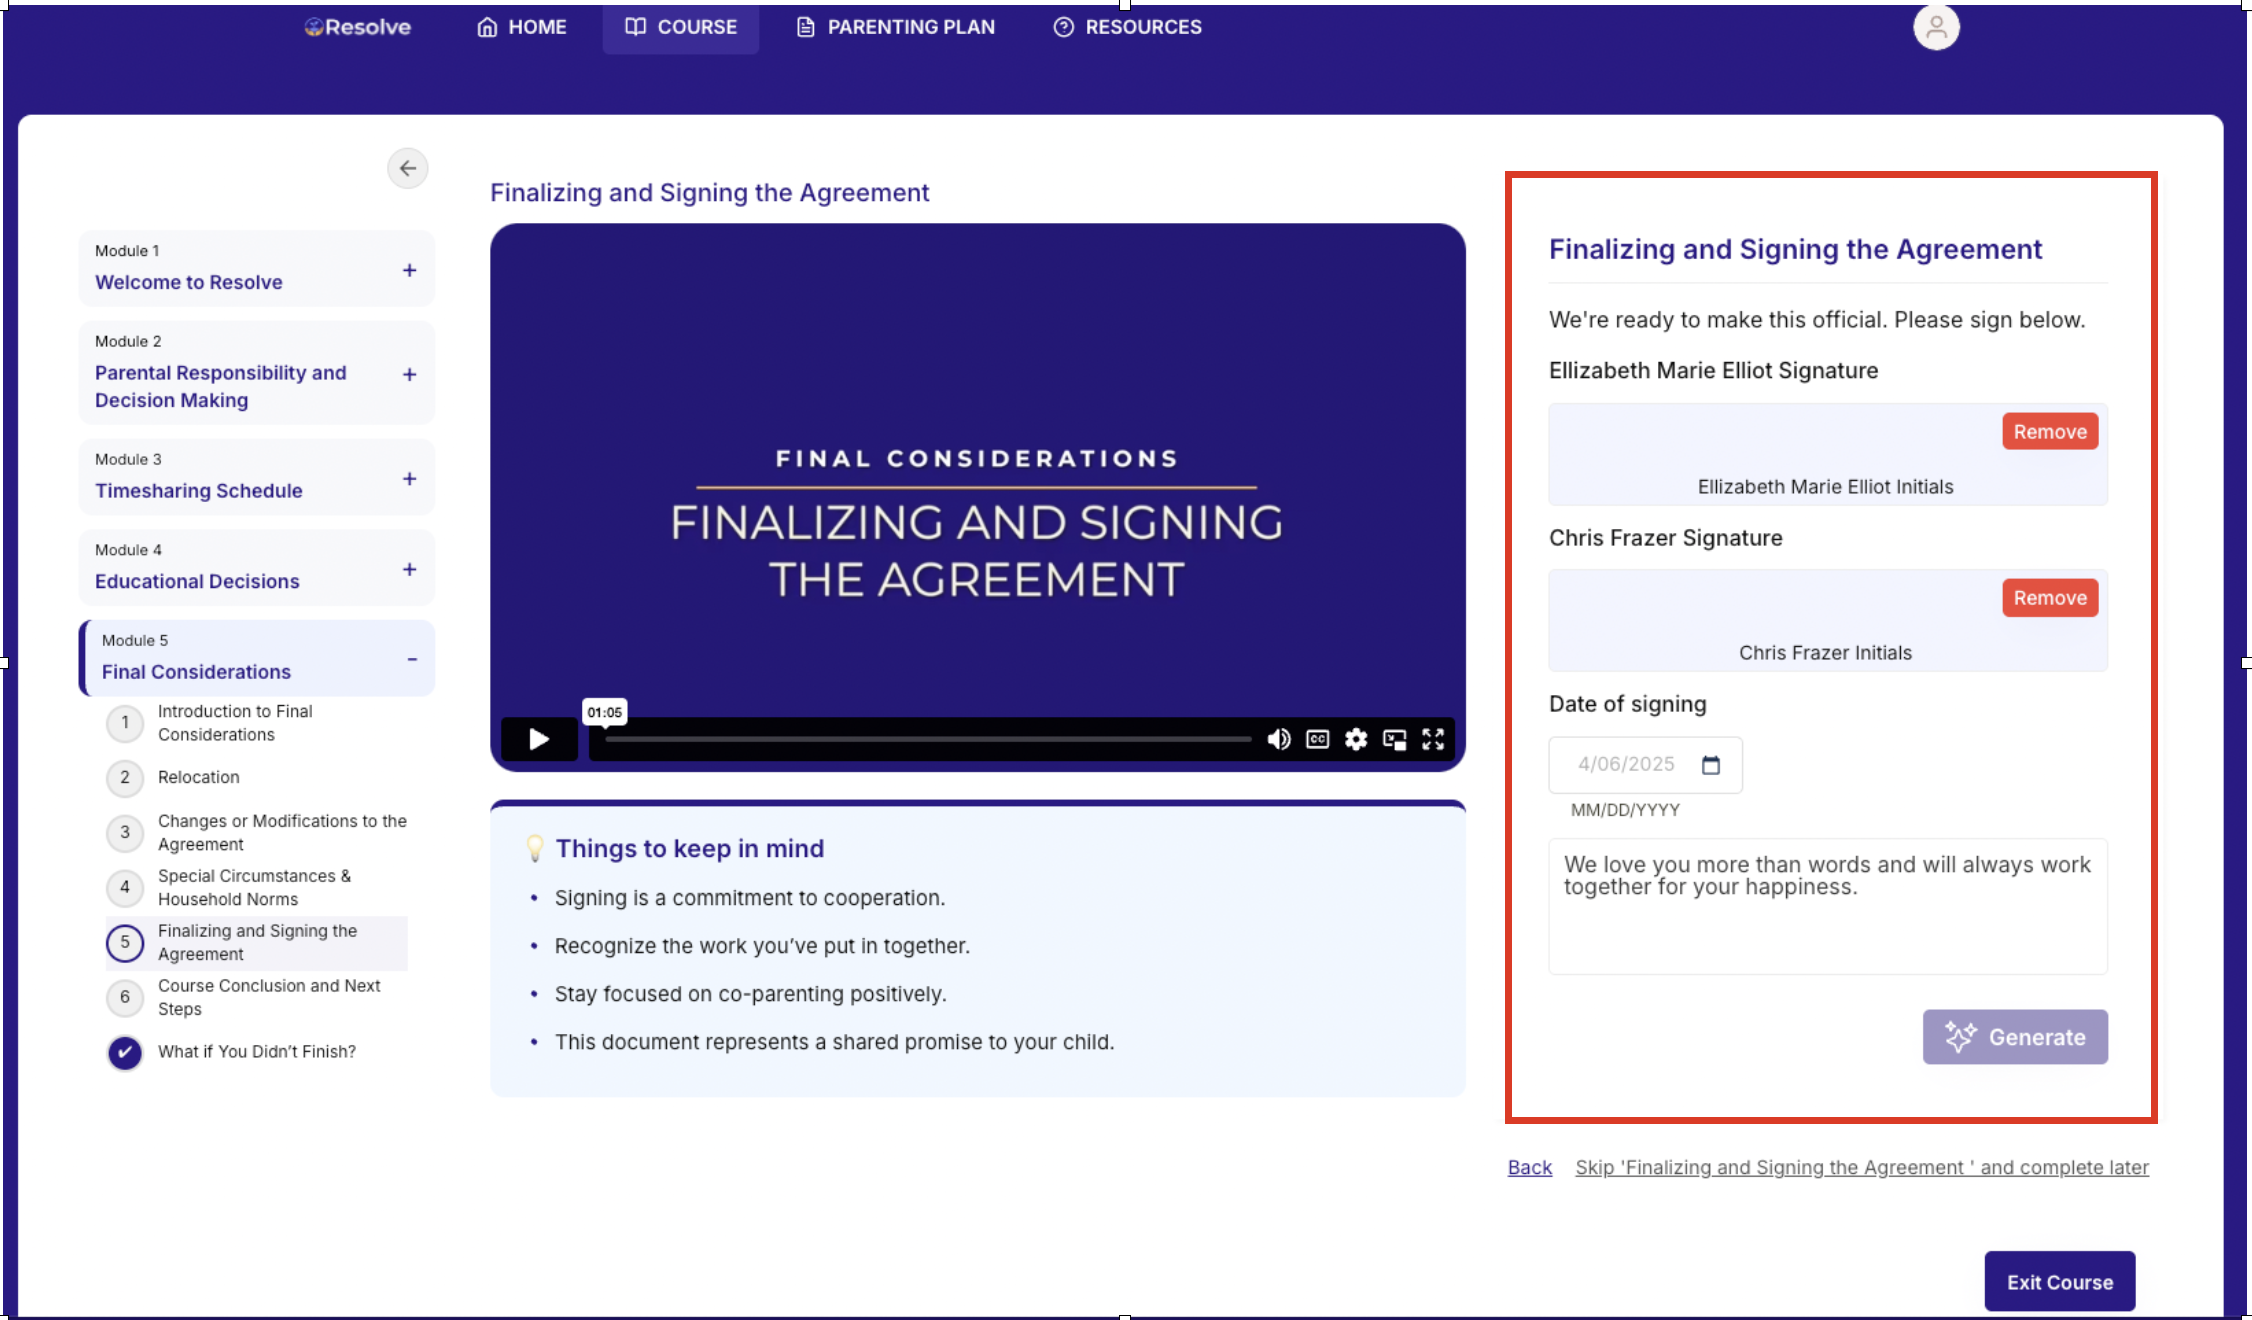 Resolve
HOME
COURSE
PARENTING PLAN
RESOURCES
Module 1
Welcome to Resolve
+
Module 2
Parental Responsibility and
Decision Making
+
Module 3
Timesharing Schedule
+
Module 4
Educational Decisions
+
Module 5
Final Considerations
-
1
Introduction to Final
Considerations
2
Relocation
3
Changes or Modifications to the
Agreement
4
Special Circumstances &
Household Norms
5
Finalizing and Signing the
Agreement
6
Course Conclusion and Next
Steps
What if You Didn’t Finish?
Finalizing and Signing the Agreement
FINAL CONSIDERATIONS
FINALIZING AND SIGNING
THE AGREEMENT
01:05
CC
Things to keep in mind
• Signing is a commitment to cooperation.
• Recognize the work you’ve put in together.
• Stay focused on co-parenting positively.
• This document represents a shared promise to your child.
Finalizing and Signing the Agreement
We're ready to make this official. Please sign below.
Ellizabeth Marie Elliot Signature
Remove
Ellizabeth Marie Elliot Initials
Chris Frazer Signature
Remove
Chris Frazer Initials
Date of signing
4/06/2025
MM/DD/YYYY
We love you more than words and will always work
together for your happiness.
Generate
Back
Skip 'Finalizing and Signing the Agreement ' and complete later
Exit Course